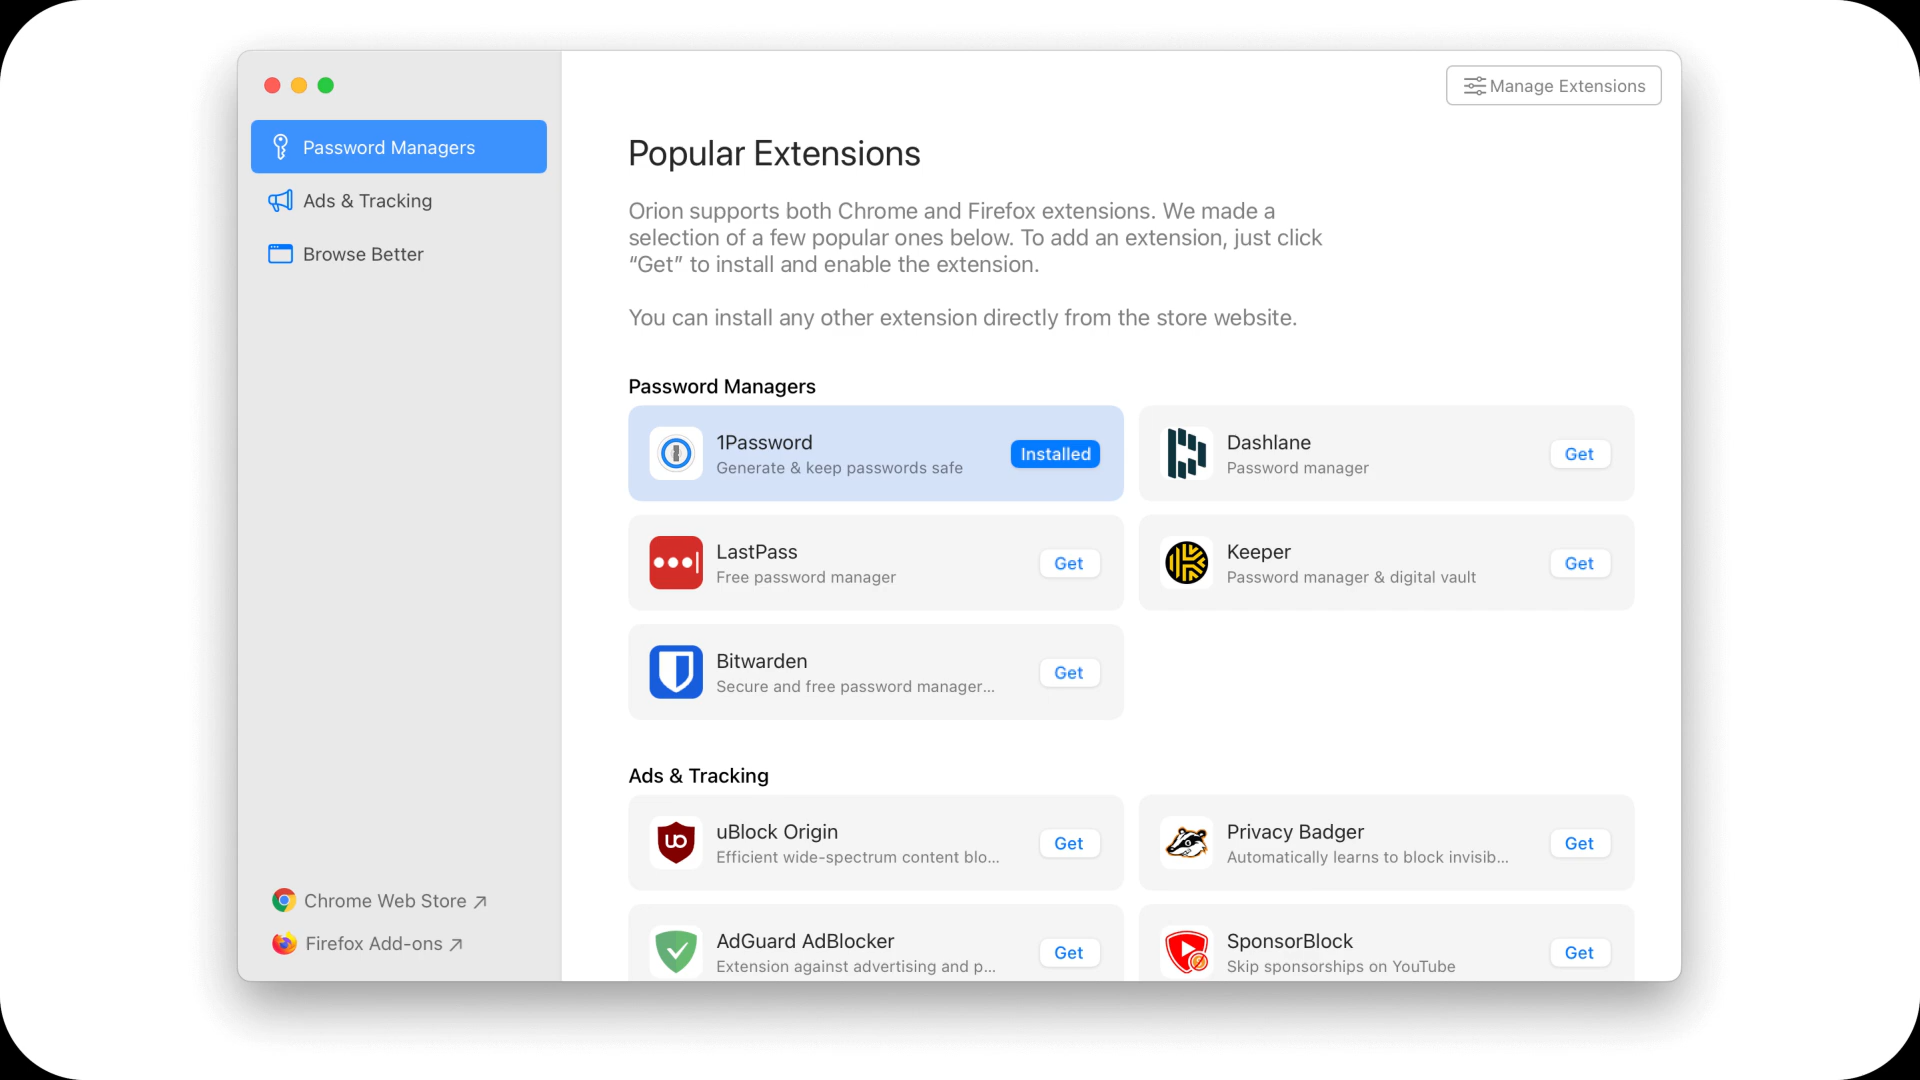 Manage Extensions
Password Managers
Ads & Tracking
Browse Better
Chrome Web Store
Firefox Add-ons
Popular Extensions
Orion supports both Chrome and Firefox extensions. We made a
selection of a few popular ones below. To add an extension, just click
“Get” to install and enable the extension.
You can install any other extension directly from the store website.
Password Managers
1Password
Generate & keep passwords safe
Installed
Dashlane
Password manager
Get
LastPass
Free password manager
Get
Keeper
Password manager & digital vault
Get
Bitwarden
Secure and free password manager...
Get
Ads & Tracking
uBlock Origin
Efficient wide-spectrum content blo...
Get
Privacy Badger
Automatically learns to block invisib...
Get
AdGuard AdBlocker
Extension against advertising and p...
Get
SponsorBlock
Skip sponsorships on YouTube
Get